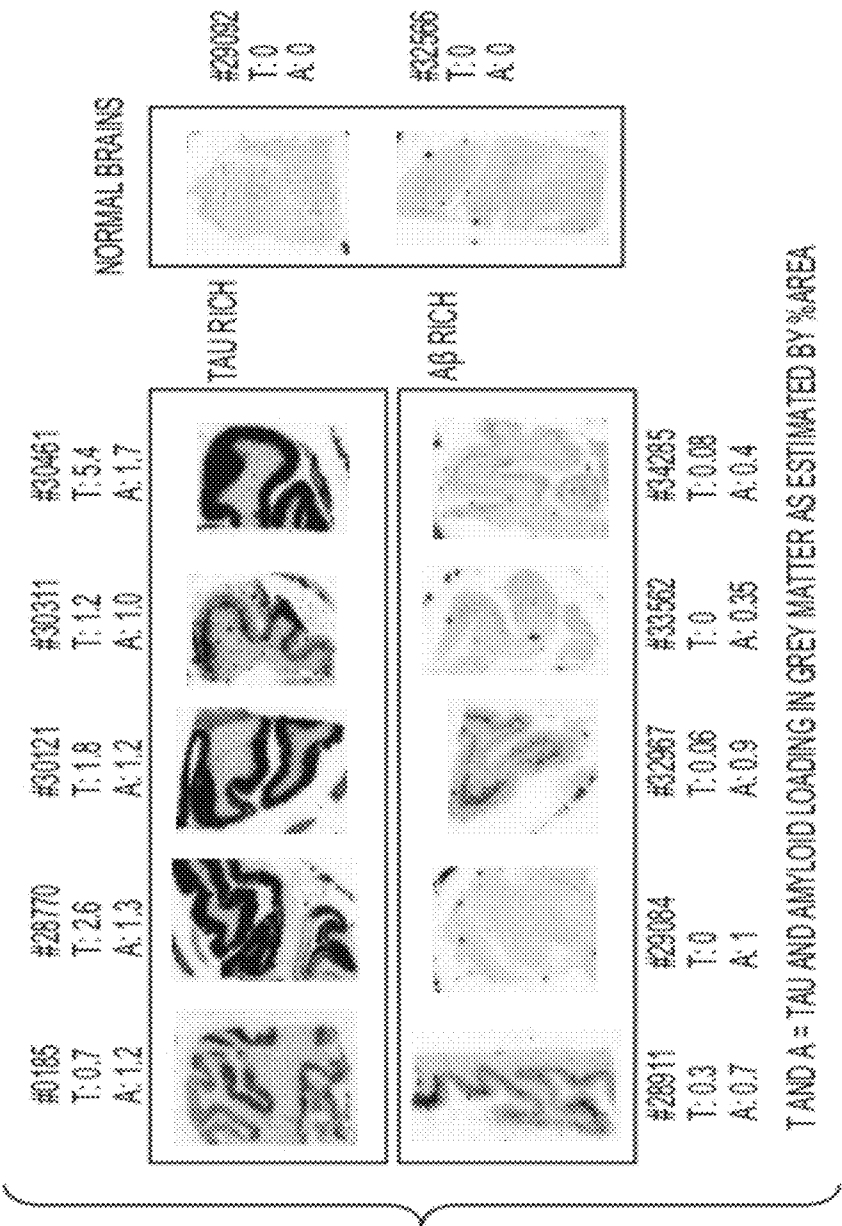 #0185
T: 0.7
A: 1.2
#28770
T: 2.6
A: 1.3
#30121
T: 1.8
A: 1.2
#30311
T: 1.2
A: 1.0
#30461
T: 5.4
A: 1.7
TAU RICH
NORMAL BRAINS
#29092
T: 0
A: 0
Aβ RICH
#32566
T: 0
A: 0
#28911
T: 0.3
A: 0.7
#29084
T: 0
A: 1
#32967
T: 0.06
A: 0.9
#33562
T: 0
A: 0.35
#34285
T: 0.08
A: 0.4
T AND A = TAU AND AMYLOID LOADING IN GREY MATTER AS ESTIMATED BY %AREA